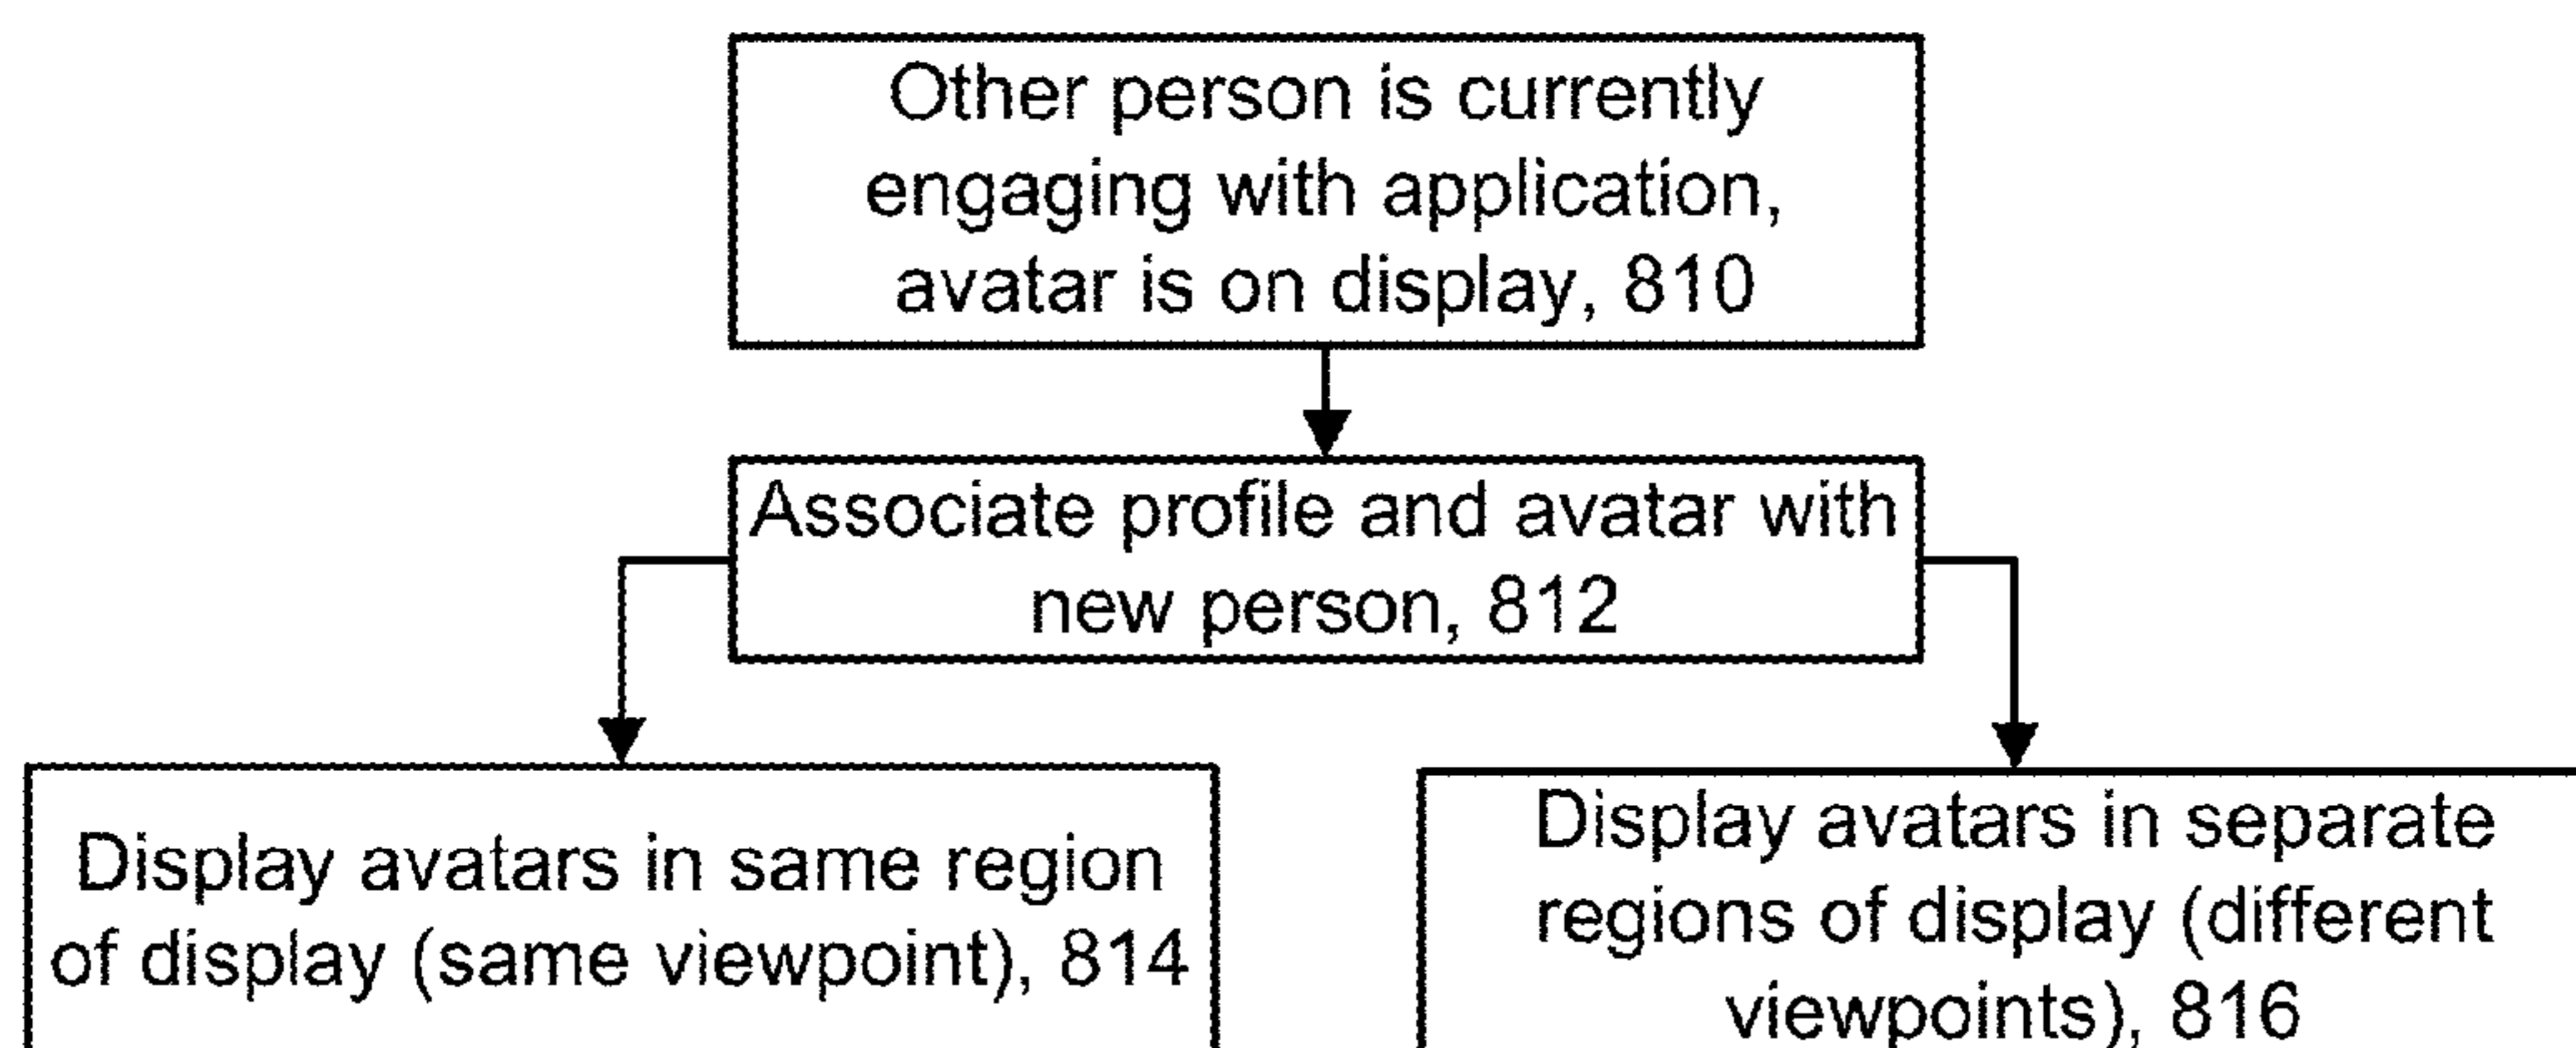 Other person is currently
engaging with application,
avatar is on display, 810
Associate profile and avatar with
new person, 812
Display avatars in same region
of display (same viewpoint), 814
Display avatars in separate
regions of display (different
viewpoints), 816